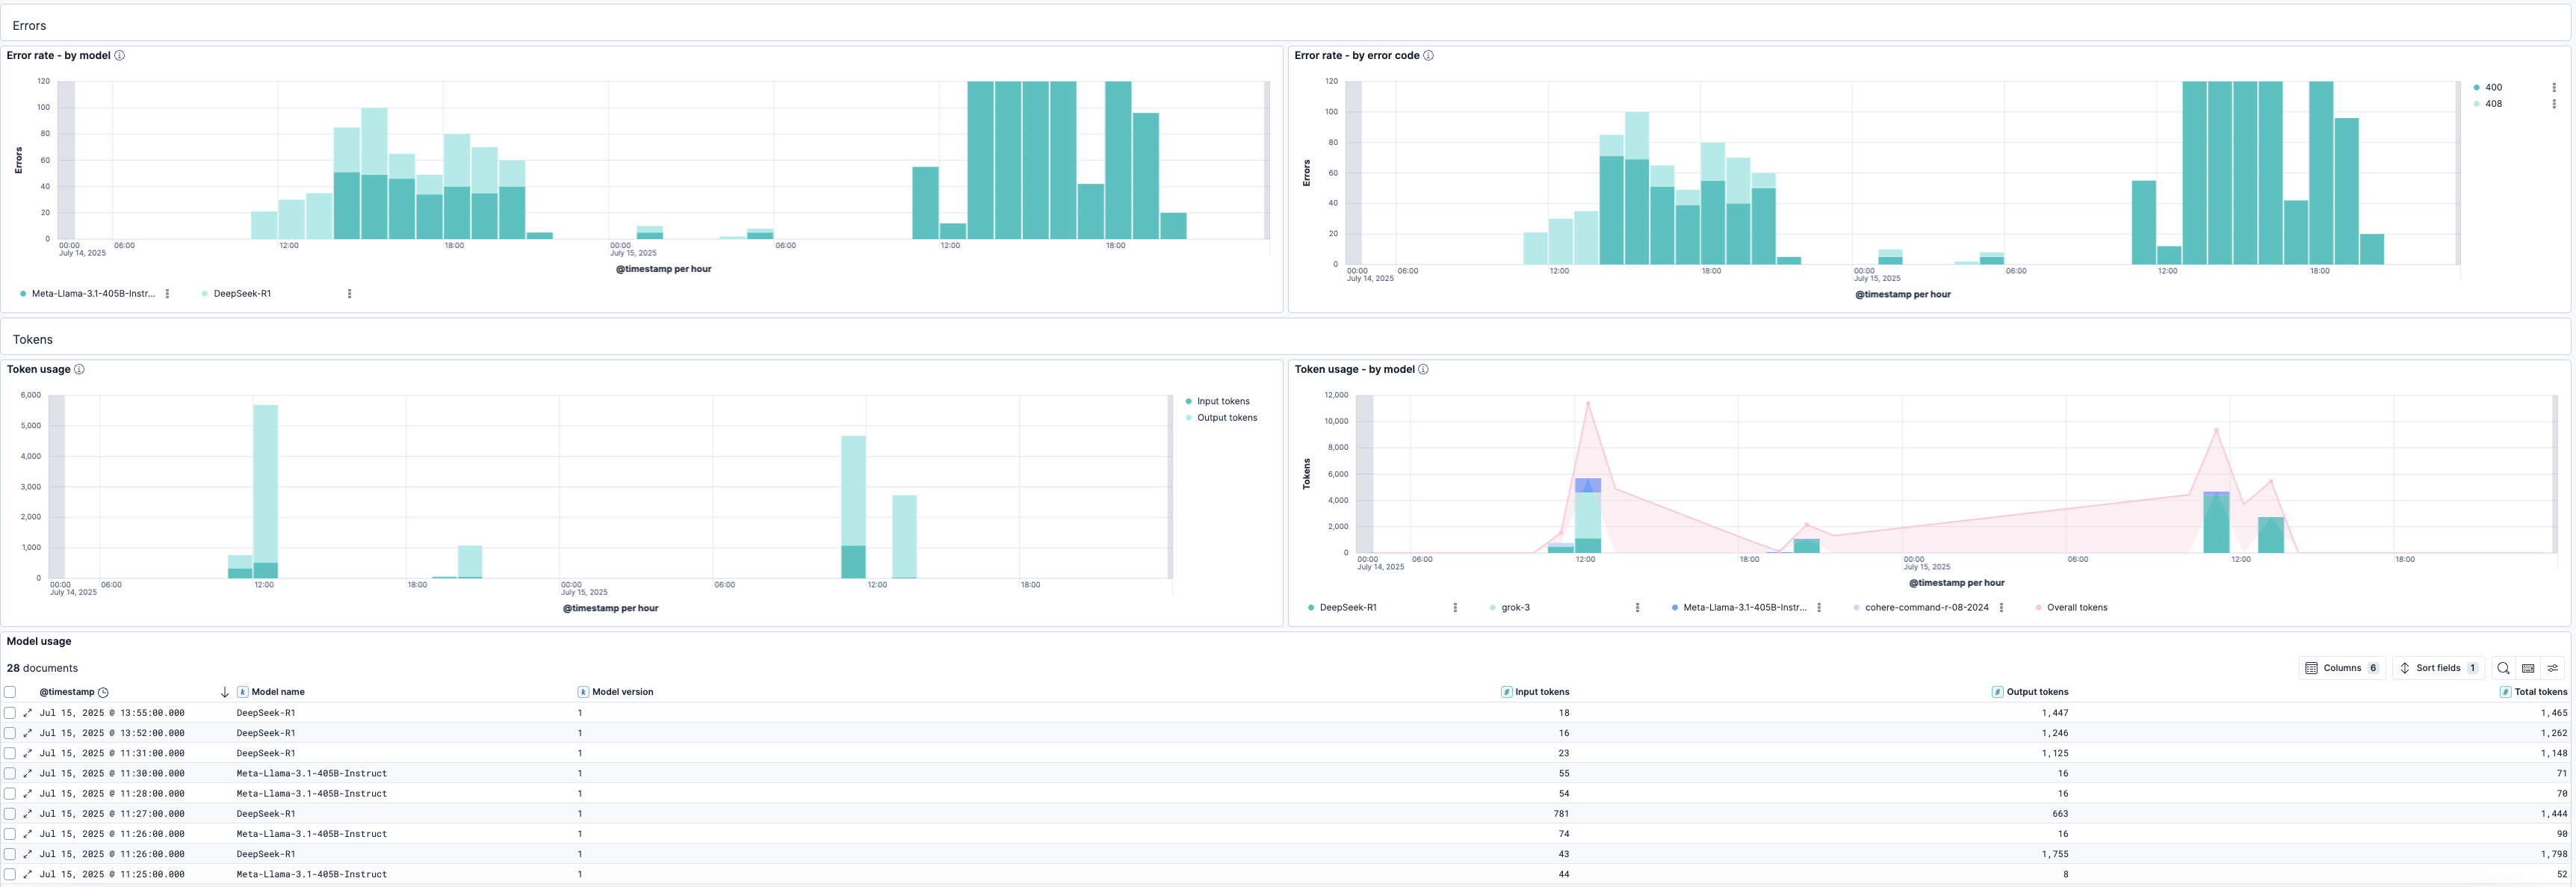 Errors
Error rate - by model
Errors
120
100
80
60
40
20
0
00:00 06:00 12:00 18:00 00:00 06:00 12:00 18:00
July 14, 2025 July 15, 2025
@timestamp per hour
Meta-Llama-3.1-405B-Instr... DeepSeek-R1
Error rate - by error code
Errors
120
100
80
60
40
20
0
00:00 06:00 12:00 18:00 00:00 06:00 12:00 18:00
July 14, 2025 July 15, 2025
@timestamp per hour
400
408
Tokens
Token usage
6,000
5,000
4,000
3,000
2,000
1,000
0
00:00 06:00 12:00 18:00 00:00 06:00 12:00 18:00
July 14, 2025 July 15, 2025
@timestamp per hour
Input tokens
Output tokens
Token usage - by model
Tokens
12,000
10,000
8,000
6,000
4,000
2,000
0
00:00 06:00 12:00 18:00 00:00 06:00 12:00 18:00
July 14, 2025 July 15, 2025
@timestamp per hour
DeepSeek-R1 grok-3 Meta-Llama-3.1-405B-Instr... cohere-command-r-08-2024 Overall tokens
Model usage
28 documents Columns 6 Sort fields 1
@timestamp k Model name k Model version # Input tokens # Output tokens # Total tokens
Jul 15, 2025 @ 13:55:00.000 DeepSeek-R1 1 18 1,447 1,465
Jul 15, 2025 @ 13:52:00.000 DeepSeek-R1 1 16 1,246 1,262
Jul 15, 2025 @ 11:31:00.000 DeepSeek-R1 1 23 1,125 1,148
Jul 15, 2025 @ 11:30:00.000 Meta-Llama-3.1-405B-Instruct 1 55 16 71
Jul 15, 2025 @ 11:28:00.000 Meta-Llama-3.1-405B-Instruct 1 54 16 70
Jul 15, 2025 @ 11:27:00.000 DeepSeek-R1 1 781 663 1,444
Jul 15, 2025 @ 11:26:00.000 Meta-Llama-3.1-405B-Instruct 1 74 16 90
Jul 15, 2025 @ 11:26:00.000 DeepSeek-R1 1 43 1,755 1,798
Jul 15, 2025 @ 11:25:00.000 Meta-Llama-3.1-405B-Instruct 1 44 8 52